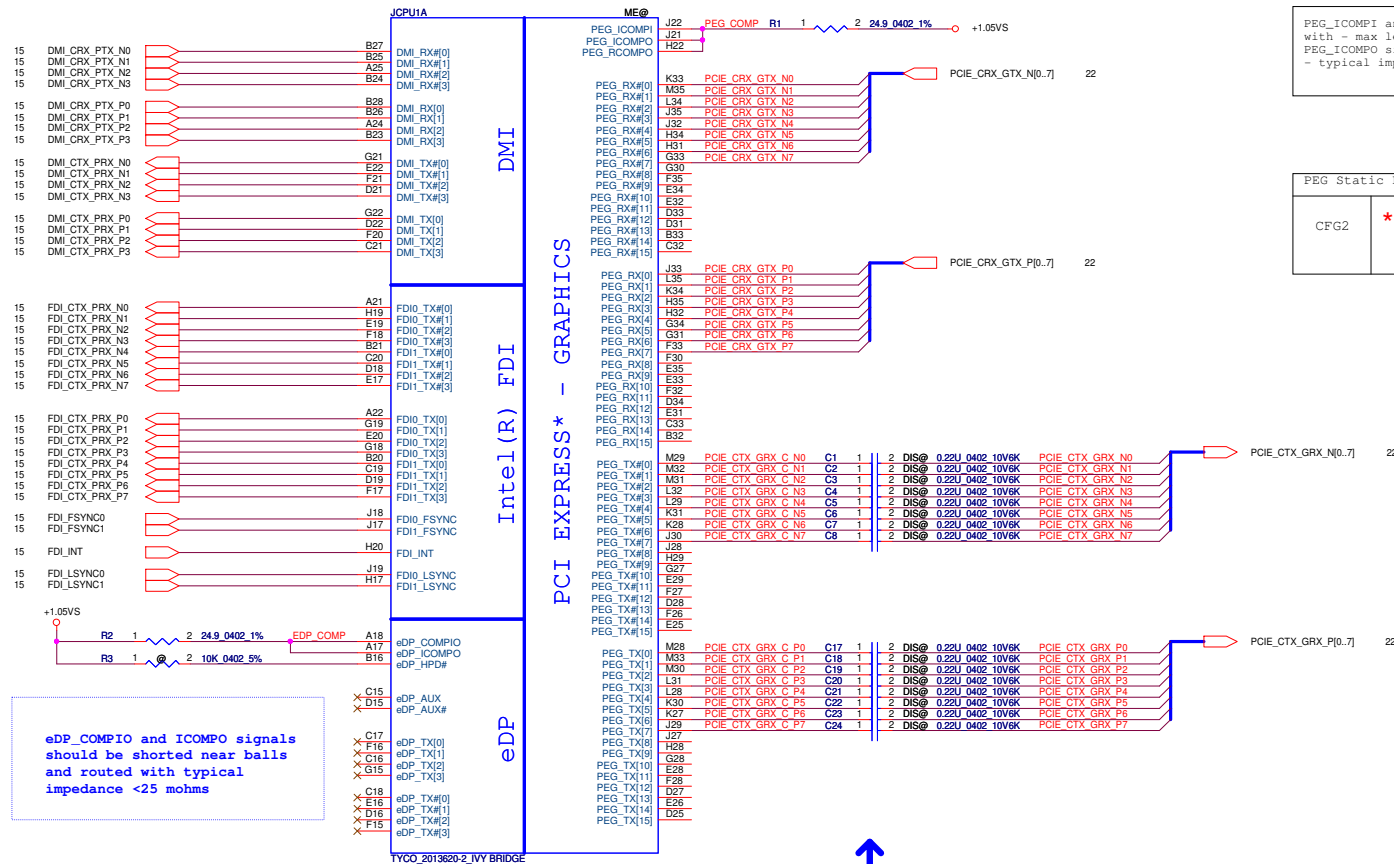 JCPU1A
ME@
15 DMI_CRX_PTX_N0 B27 DMI_RX#[0]
15 DMI_CRX_PTX_N1 B25 DMI_RX#[1]
15 DMI_CRX_PTX_N2 A25 DMI_RX#[2]
15 DMI_CRX_PTX_N3 B24 DMI_RX#[3]
15 DMI_CRX_PTX_P0 B28 DMI_RX[0]
15 DMI_CRX_PTX_P1 B26 DMI_RX[1]
15 DMI_CRX_PTX_P2 A24 DMI_RX[2]
15 DMI_CRX_PTX_P3 B23 DMI_RX[3]
15 DMI_CTX_PRX_N0 G21 DMI_TX#[0]
15 DMI_CTX_PRX_N1 E22 DMI_TX#[1]
15 DMI_CTX_PRX_N2 F21 DMI_TX#[2]
15 DMI_CTX_PRX_N3 D21 DMI_TX#[3]
15 DMI_CTX_PRX_P0 G22 DMI_TX[0]
15 DMI_CTX_PRX_P1 D22 DMI_TX[1]
15 DMI_CTX_PRX_P2 F20 DMI_TX[2]
15 DMI_CTX_PRX_P3 C21 DMI_TX[3]
DMI
15 FDI_CTX_PRX_N0 A21 FDI0_TX#[0]
15 FDI_CTX_PRX_N1 H19 FDI0_TX#[1]
15 FDI_CTX_PRX_N2 E19 FDI0_TX#[2]
15 FDI_CTX_PRX_N3 F18 FDI0_TX#[3]
15 FDI_CTX_PRX_N4 B21 FDI1_TX#[0]
15 FDI_CTX_PRX_N5 C20 FDI1_TX#[1]
15 FDI_CTX_PRX_N6 D18 FDI1_TX#[2]
15 FDI_CTX_PRX_N7 E17 FDI1_TX#[3]
15 FDI_CTX_PRX_P0 A22 FDI0_TX[0]
15 FDI_CTX_PRX_P1 G19 FDI0_TX[1]
15 FDI_CTX_PRX_P2 E20 FDI0_TX[2]
15 FDI_CTX_PRX_P3 G18 FDI0_TX[3]
15 FDI_CTX_PRX_P4 B20 FDI1_TX[0]
15 FDI_CTX_PRX_P5 C19 FDI1_TX[1]
15 FDI_CTX_PRX_P6 D19 FDI1_TX[2]
15 FDI_CTX_PRX_P7 F17 FDI1_TX[3]
15 FDI_FSYNC0 J18 FDI0_FSYNC
15 FDI_FSYNC1 J17 FDI1_FSYNC
15 FDI_INT H20 FDI_INT
15 FDI_LSYNC0 J19 FDI0_LSYNC
15 FDI_LSYNC1 H17 FDI1_LSYNC
Intel(R) FDI
+1.05VS
R2 1 2 24.9_0402_1% EDP_COMP A18 eDP_COMPIO
A17 eDP_ICOMPO
R3 1 @ 2 10K_0402_5% B16 eDP_HPD#
C15 eDP_AUX
D15 eDP_AUX#
C17 eDP_TX[0]
F16 eDP_TX[1]
C16 eDP_TX[2]
G15 eDP_TX[3]
C18 eDP_TX#[0]
E16 eDP_TX#[1]
D16 eDP_TX#[2]
F15 eDP_TX#[3]
eDP
eDP_COMPIO and ICOMPO signals
should be shorted near balls
and routed with typical
impedance <25 mohms
TYCO_2013620-2_IVY BRIDGE
PCI EXPRESS* - GRAPHICS
PEG_ICOMPI J22 PEG_COMP R1 1 2 24.9_0402_1% +1.05VS
PEG_ICOMPO J21
PEG_RCOMPO H22
PEG_RX#[0] K33 PCIE_CRX_GTX_N0
PEG_RX#[1] M35 PCIE_CRX_GTX_N1
PEG_RX#[2] L34 PCIE_CRX_GTX_N2
PEG_RX#[3] J35 PCIE_CRX_GTX_N3
PEG_RX#[4] J32 PCIE_CRX_GTX_N4
PEG_RX#[5] H34 PCIE_CRX_GTX_N5
PEG_RX#[6] H31 PCIE_CRX_GTX_N6
PEG_RX#[7] G33 PCIE_CRX_GTX_N7
PEG_RX#[8] G30
PEG_RX#[9] F35
PEG_RX#[10] E34
PEG_RX#[11] E32
PEG_RX#[12] D33
PEG_RX#[13] D31
PEG_RX#[14] B33
PEG_RX#[15] C32
PCIE_CRX_GTX_N[0..7] 22
PEG_RX[0] J33 PCIE_CRX_GTX_P0
PEG_RX[1] L35 PCIE_CRX_GTX_P1
PEG_RX[2] K34 PCIE_CRX_GTX_P2
PEG_RX[3] H35 PCIE_CRX_GTX_P3
PEG_RX[4] H32 PCIE_CRX_GTX_P4
PEG_RX[5] G34 PCIE_CRX_GTX_P5
PEG_RX[6] G31 PCIE_CRX_GTX_P6
PEG_RX[7] F33 PCIE_CRX_GTX_P7
PEG_RX[8] F30
PEG_RX[9] E35
PEG_RX[10] E33
PEG_RX[11] F32
PEG_RX[12] D34
PEG_RX[13] E31
PEG_RX[14] C33
PEG_RX[15] B32
PCIE_CRX_GTX_P[0..7] 22
PEG_TX#[0] M29 PCIE_CTX_GRX_C_N0 C1 1 2 DIS@ 0.22U_0402_10V6K PCIE_CTX_GRX_N0
PEG_TX#[1] M32 PCIE_CTX_GRX_C_N1 C2 1 2 DIS@ 0.22U_0402_10V6K PCIE_CTX_GRX_N1
PEG_TX#[2] M31 PCIE_CTX_GRX_C_N2 C3 1 2 DIS@ 0.22U_0402_10V6K PCIE_CTX_GRX_N2
PEG_TX#[3] L32 PCIE_CTX_GRX_C_N3 C4 1 2 DIS@ 0.22U_0402_10V6K PCIE_CTX_GRX_N3
PEG_TX#[4] L29 PCIE_CTX_GRX_C_N4 C5 1 2 DIS@ 0.22U_0402_10V6K PCIE_CTX_GRX_N4
PEG_TX#[5] K31 PCIE_CTX_GRX_C_N5 C6 1 2 DIS@ 0.22U_0402_10V6K PCIE_CTX_GRX_N5
PEG_TX#[6] K28 PCIE_CTX_GRX_C_N6 C7 1 2 DIS@ 0.22U_0402_10V6K PCIE_CTX_GRX_N6
PEG_TX#[7] J30 PCIE_CTX_GRX_C_N7 C8 1 2 DIS@ 0.22U_0402_10V6K PCIE_CTX_GRX_N7
PEG_TX#[8] J28
PEG_TX#[9] H29
PEG_TX#[10] G27
PEG_TX#[11] E29
PEG_TX#[12] F27
PEG_TX#[13] D28
PEG_TX#[14] F26
PEG_TX#[15] E25
PCIE_CTX_GRX_N[0..7] 22
PEG_TX[0] M28 PCIE_CTX_GRX_C_P0 C17 1 2 DIS@ 0.22U_0402_10V6K PCIE_CTX_GRX_P0
PEG_TX[1] M33 PCIE_CTX_GRX_C_P1 C18 1 2 DIS@ 0.22U_0402_10V6K PCIE_CTX_GRX_P1
PEG_TX[2] M30 PCIE_CTX_GRX_C_P2 C19 1 2 DIS@ 0.22U_0402_10V6K PCIE_CTX_GRX_P2
PEG_TX[3] L31 PCIE_CTX_GRX_C_P3 C20 1 2 DIS@ 0.22U_0402_10V6K PCIE_CTX_GRX_P3
PEG_TX[4] L28 PCIE_CTX_GRX_C_P4 C21 1 2 DIS@ 0.22U_0402_10V6K PCIE_CTX_GRX_P4
PEG_TX[5] K30 PCIE_CTX_GRX_C_P5 C22 1 2 DIS@ 0.22U_0402_10V6K PCIE_CTX_GRX_P5
PEG_TX[6] K27 PCIE_CTX_GRX_C_P6 C23 1 2 DIS@ 0.22U_0402_10V6K PCIE_CTX_GRX_P6
PEG_TX[7] J29 PCIE_CTX_GRX_C_P7 C24 1 2 DIS@ 0.22U_0402_10V6K PCIE_CTX_GRX_P7
PEG_TX[8] J27
PEG_TX[9] H28
PEG_TX[10] G28
PEG_TX[11] E28
PEG_TX[12] F28
PEG_TX[13] D27
PEG_TX[14] E26
PEG_TX[15] D25
PCIE_CTX_GRX_P[0..7] 22
PEG_ICOMPI
with - max
PEG_ICOMPO
- typical
PEG Static
CFG2 *